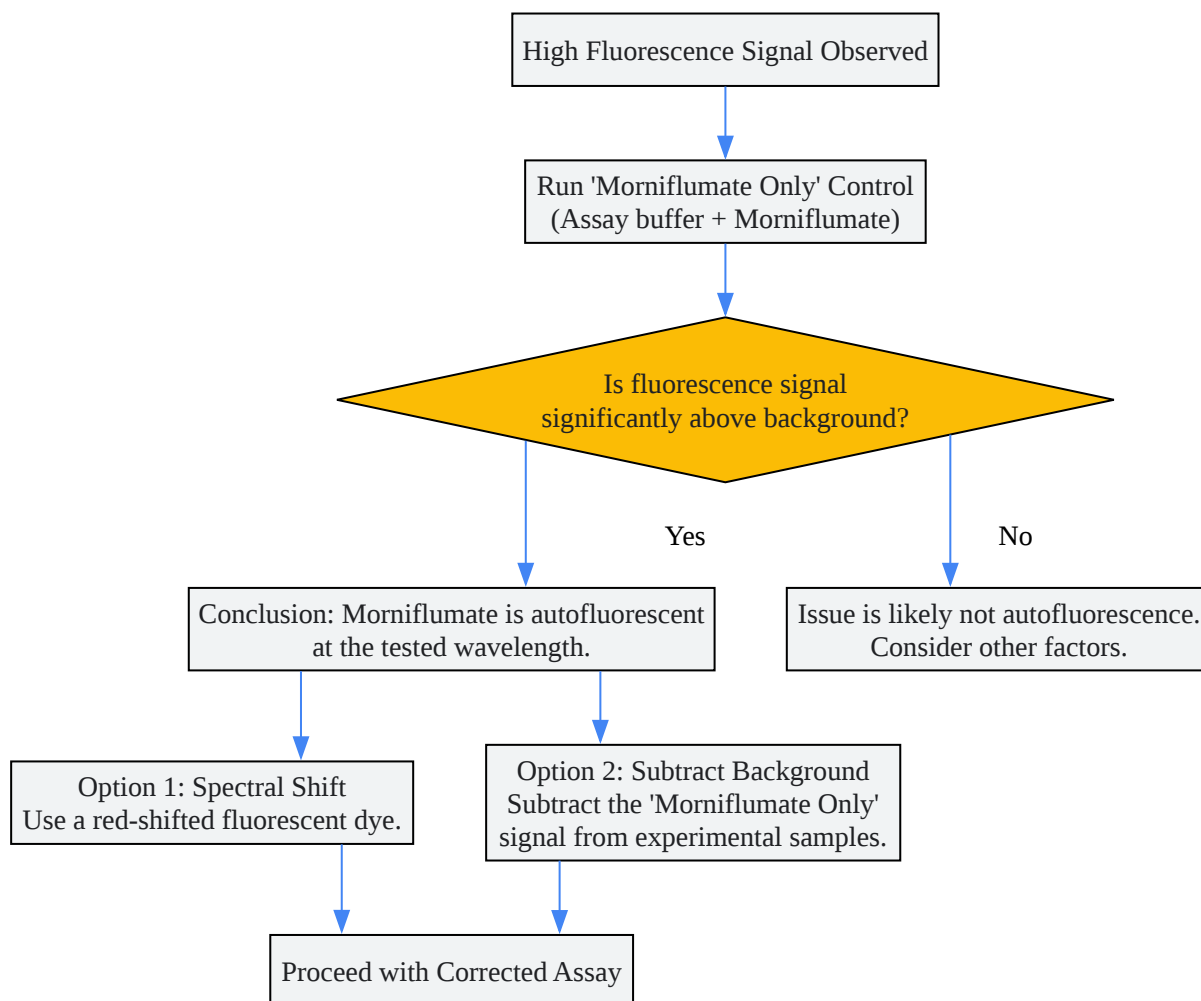 High Fluorescence Signal Observed
Run 'Morniflumate Only' Control
(Assay buffer + Morniflumate)
Is fluorescence signal
significantly above background?
Yes
No
Conclusion: Morniflumate is autofluorescent
at the tested wavelength.
Issue is likely not autofluorescence.
Consider other factors.
Option 1: Spectral Shift
Use a red-shifted fluorescent dye.
Option 2: Subtract Background
Subtract the 'Morniflumate Only'
signal from experimental samples.
Proceed with Corrected Assay